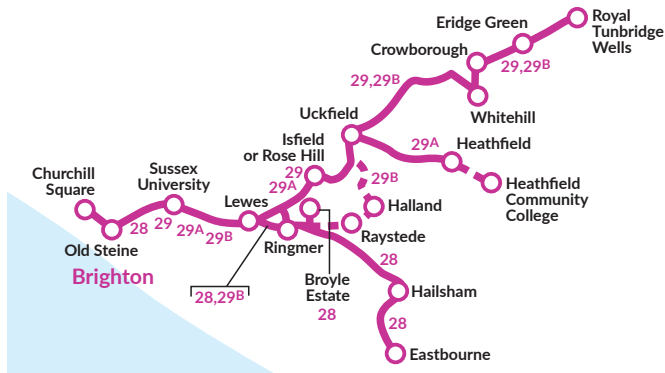 Royal
Tunbridge
Wells
Eridge Green
Crowborough
29,29B
29,29B
Whitehill
Uckfield
29A
Heathfield
Isfield
or Rose Hill
29
29A
29B
Heathfield
Community
College
Churchill
Square
Sussex
University
Lewes
Halland
28
29
29A
29B
Old Steine
Brighton
Ringmer
Raystede
28
28,29B
Broyle
Estate
28
Hailsham
28
Eastbourne